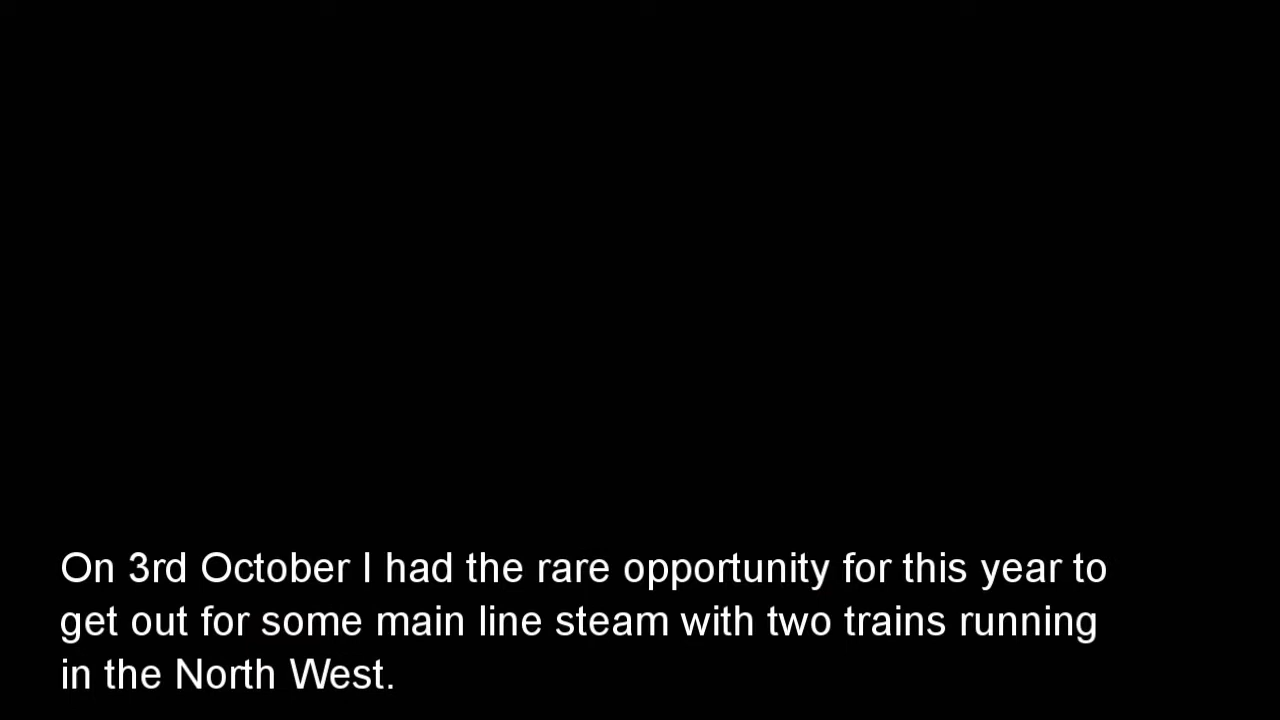 On 3rd October I had the rare opportunity for this year to
get out for some main line steam with two trains running
in the North West.